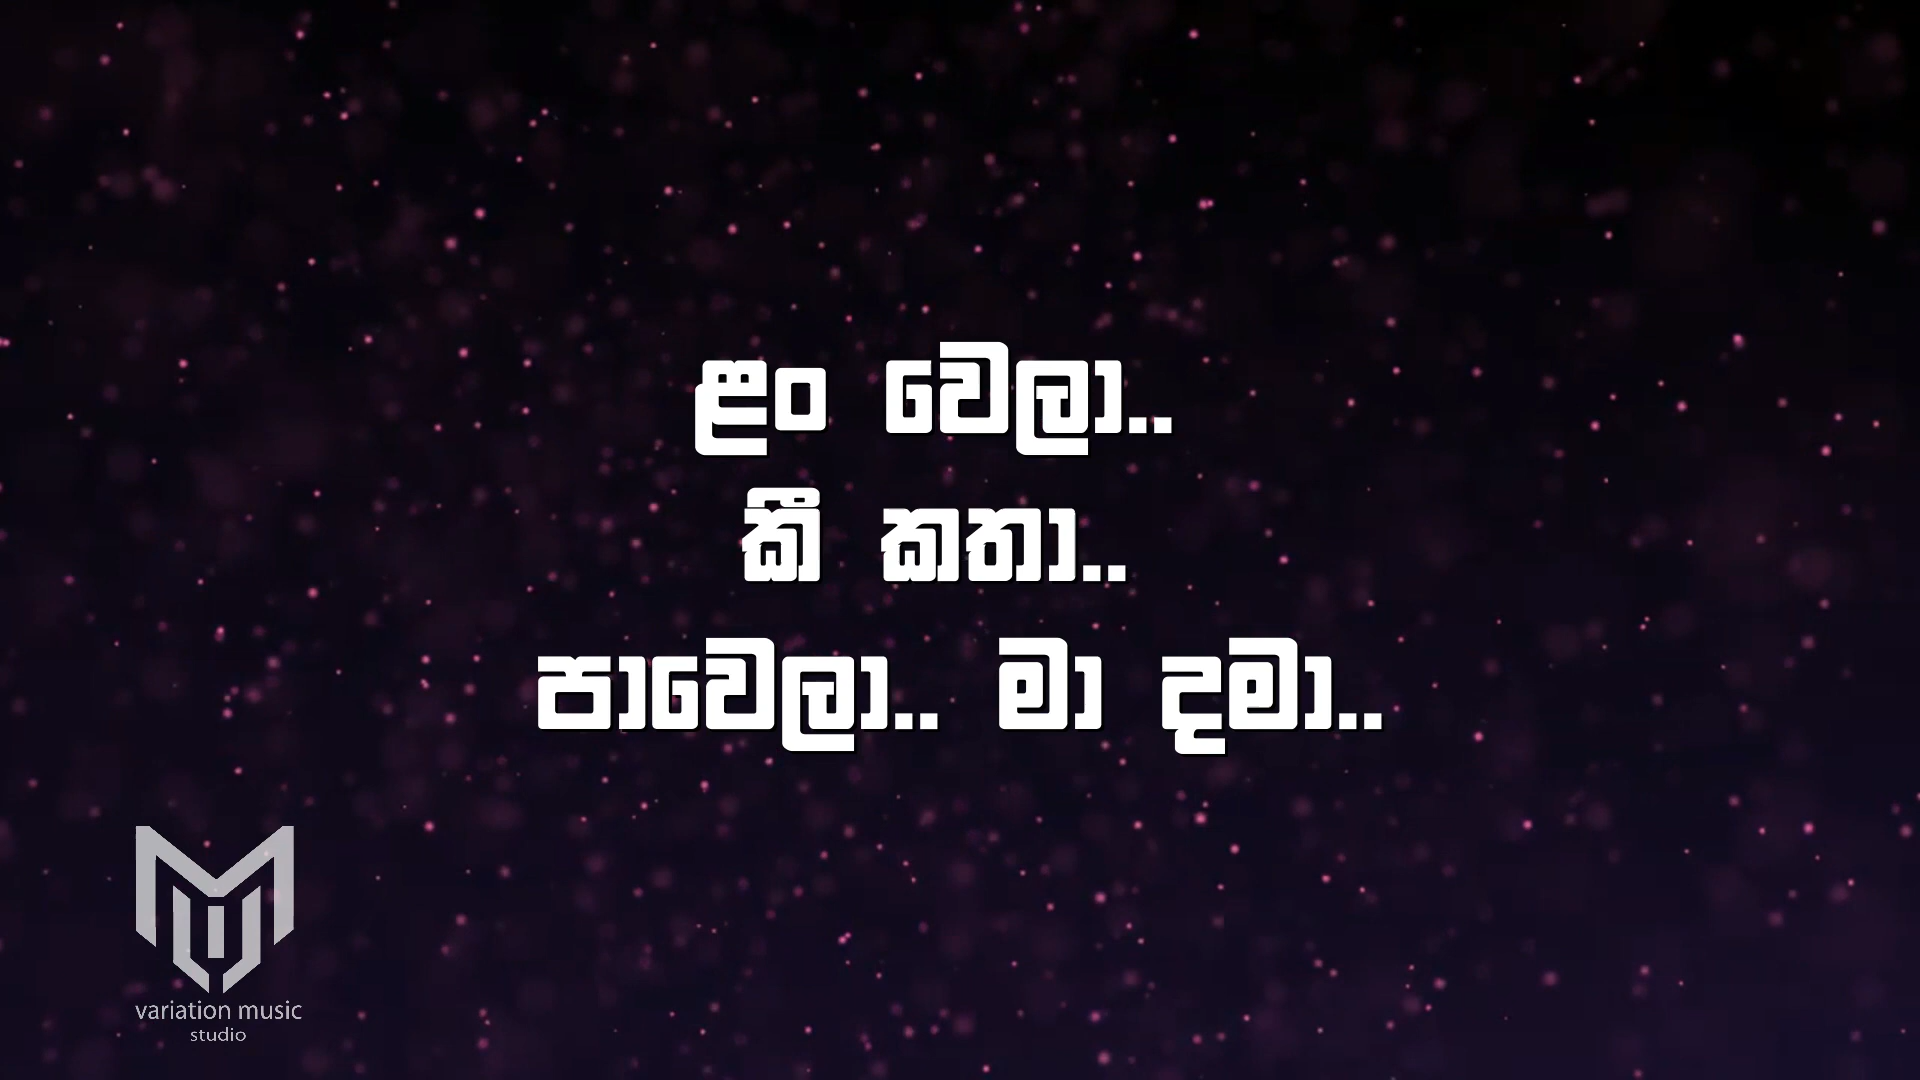 ළං වෙලා..
කී කතා..
පාවෙලා.. මා දමා..
variation music
studio